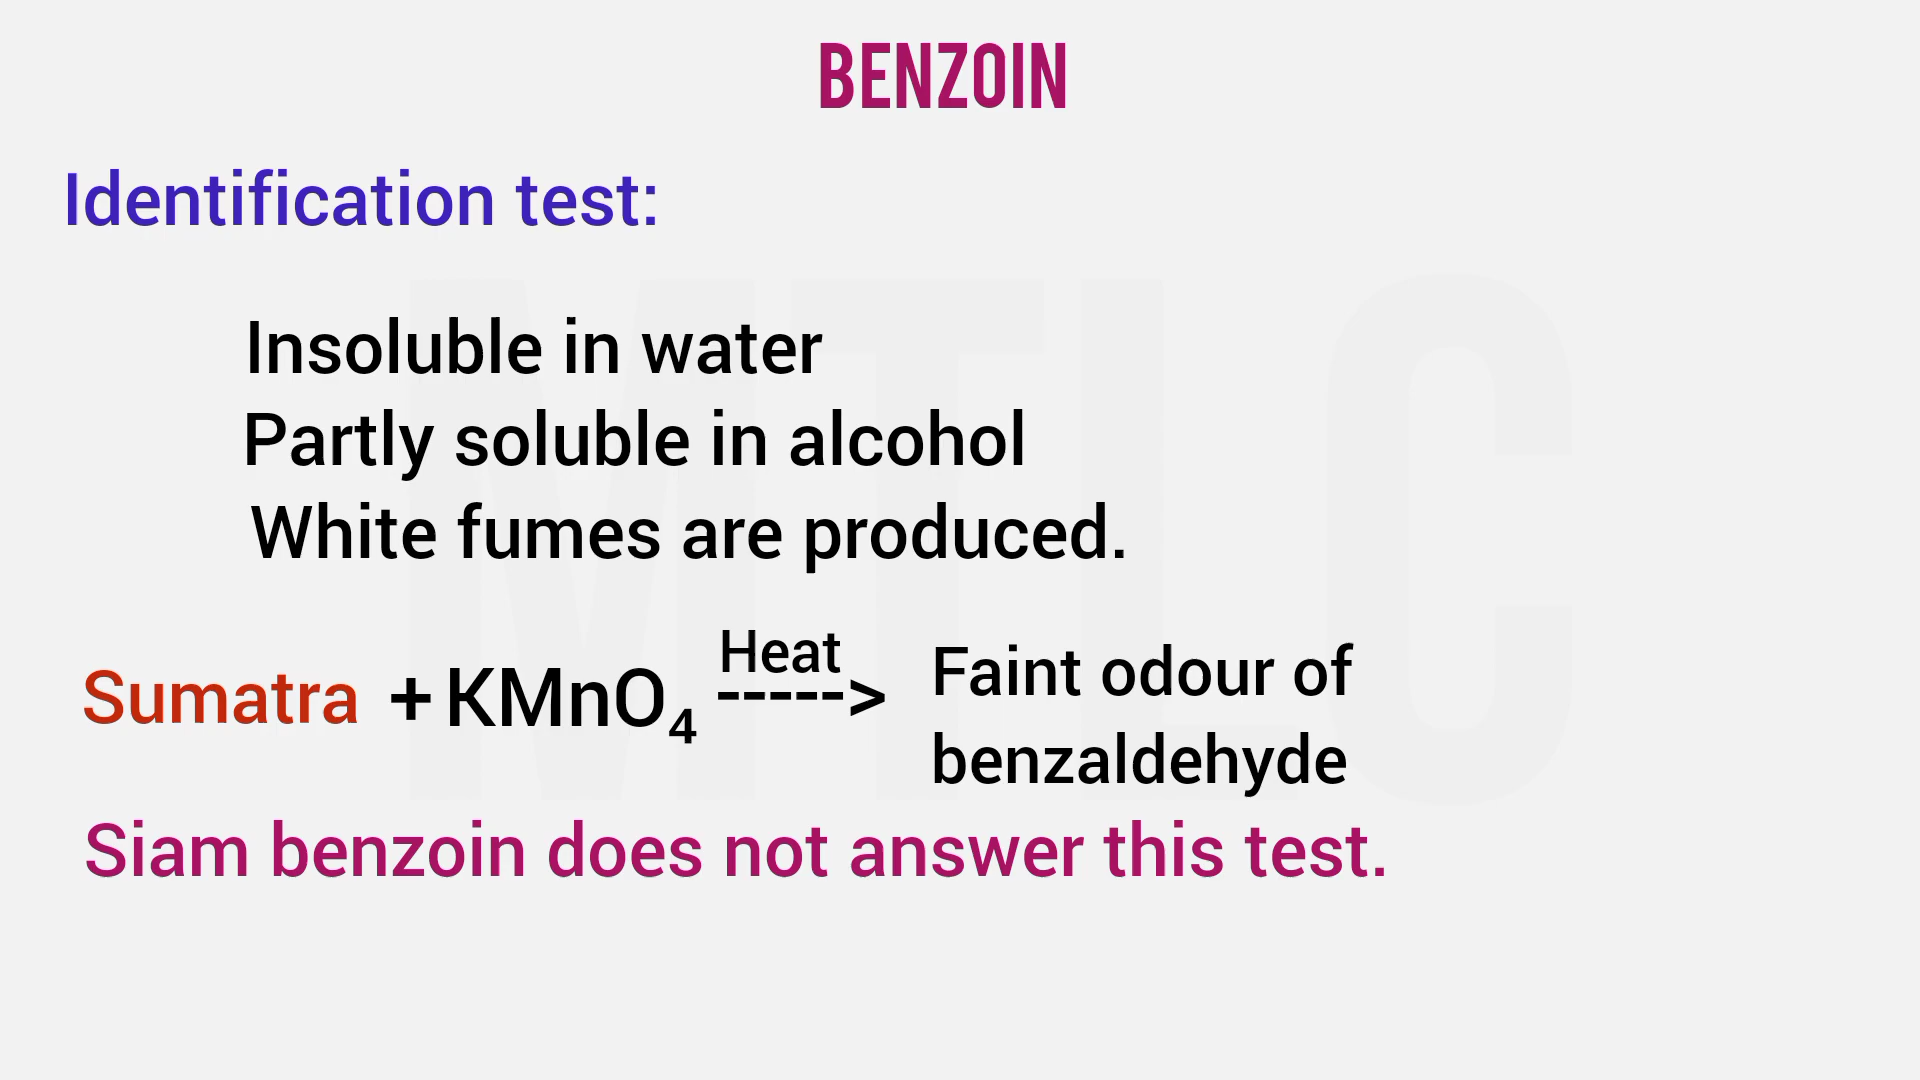 BENZOIN
Identification test:
MTLC
Insoluble in water
Partly soluble in alcohol
White fumes are produced.
Sumatra + KMnO₄ Heat -----> Faint odour of
benzaldehyde
Siam benzoin does not answer this test.